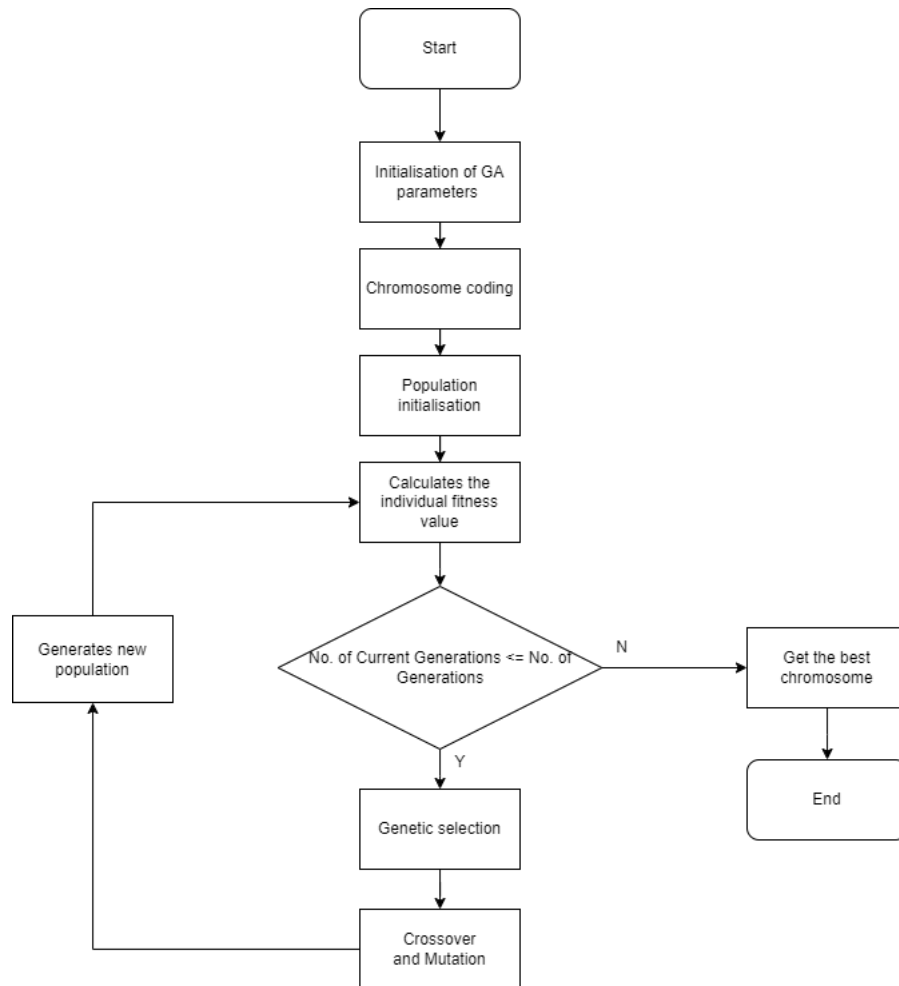 Start
Initialisation of GA
parameters
Chromosome coding
Population
initialisation
Calculates the
individual fitness
value
Generates new
population
No. of Current Generations <= No. of
Generations
N
Get the best
chromosome
Y
Genetic selection
End
Crossover
and Mutation